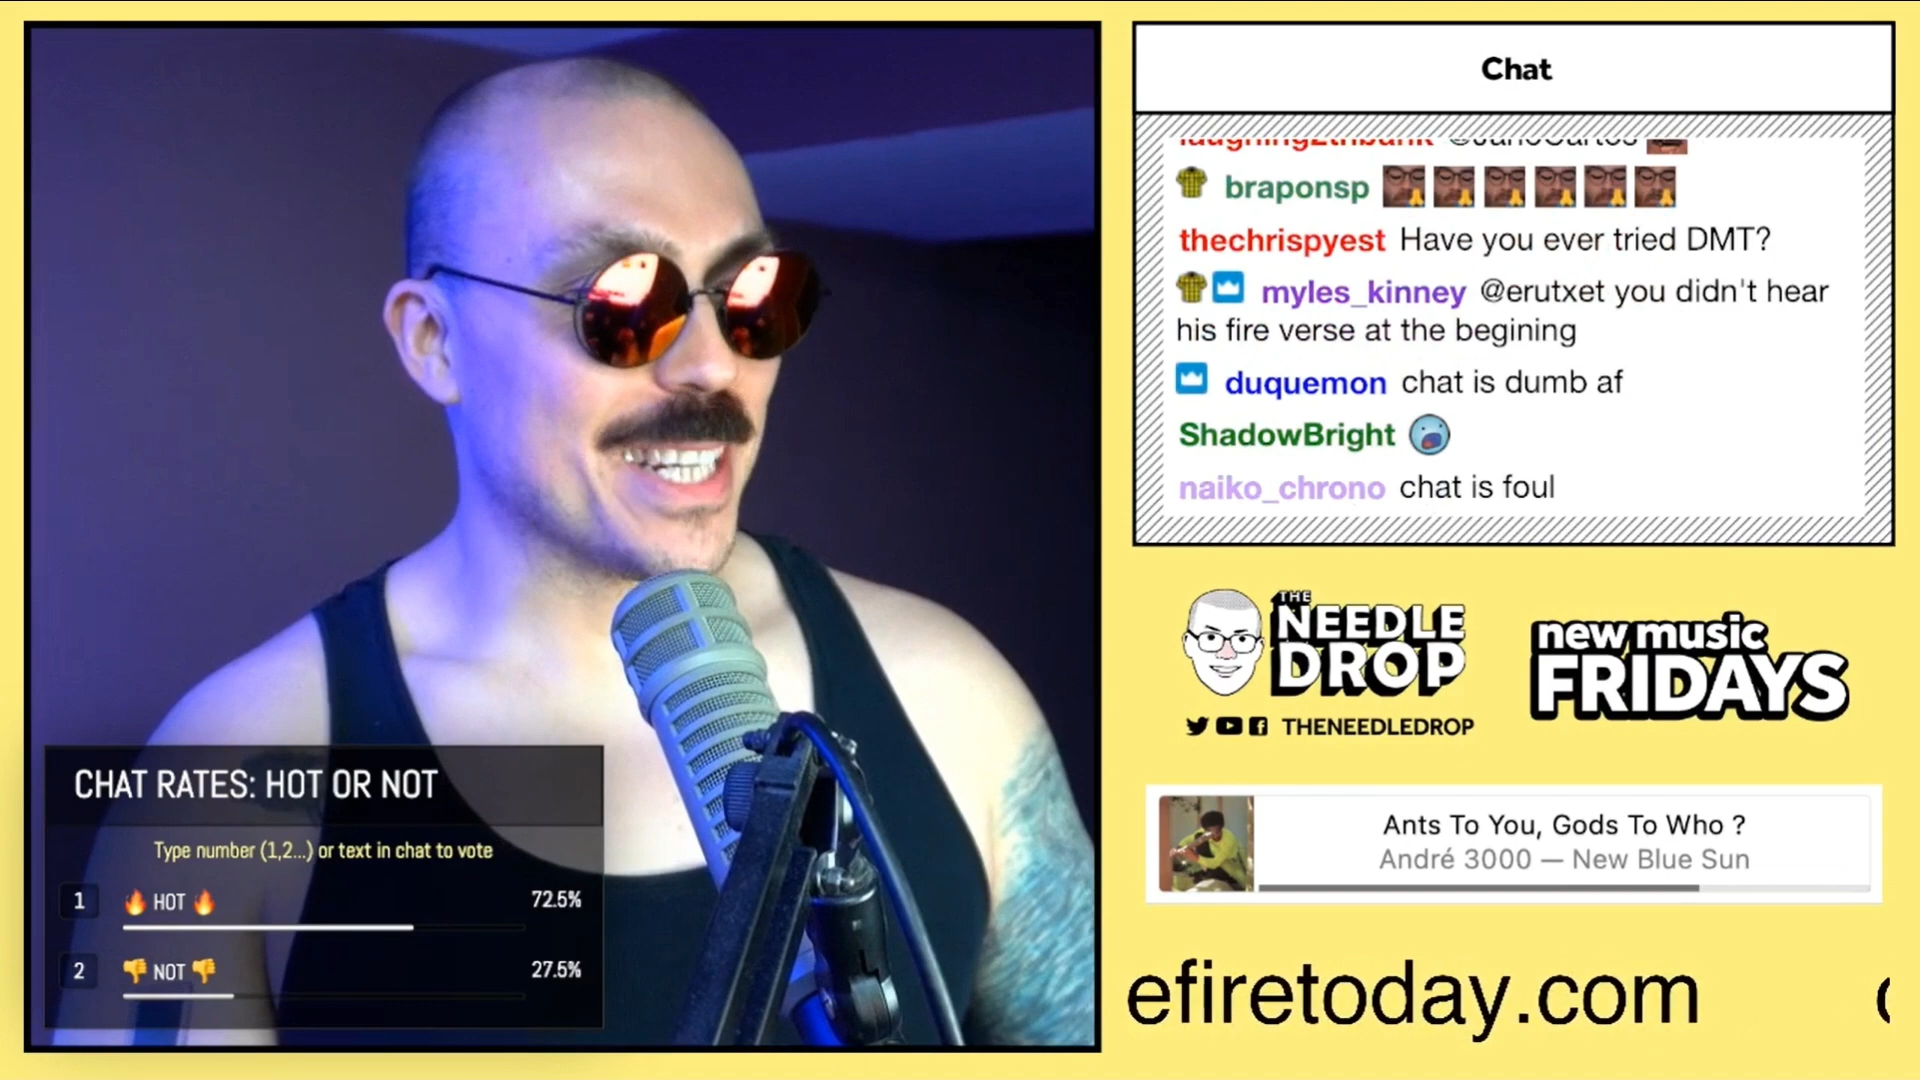 Chat
laughing2thbank @JanoCartos
braponsp
thechrispyest Have you ever tried DMT?
myles_kinney @erutxet you didn't hear
his fire verse at the begining
duquemon chat is dumb af
ShadowBright
naiko_chrono chat is foul
THE
NEEDLE
DROP
THENEEDLEDROP
new music
FRIDAYS
Ants To You, Gods To Who ?
André 3000 — New Blue Sun
efiretoday.com
CHAT RATES: HOT OR NOT
Type number (1,2...) or text in chat to vote
1 🔥 HOT 🔥 72.5%
2 👎 NOT 👎 27.5%